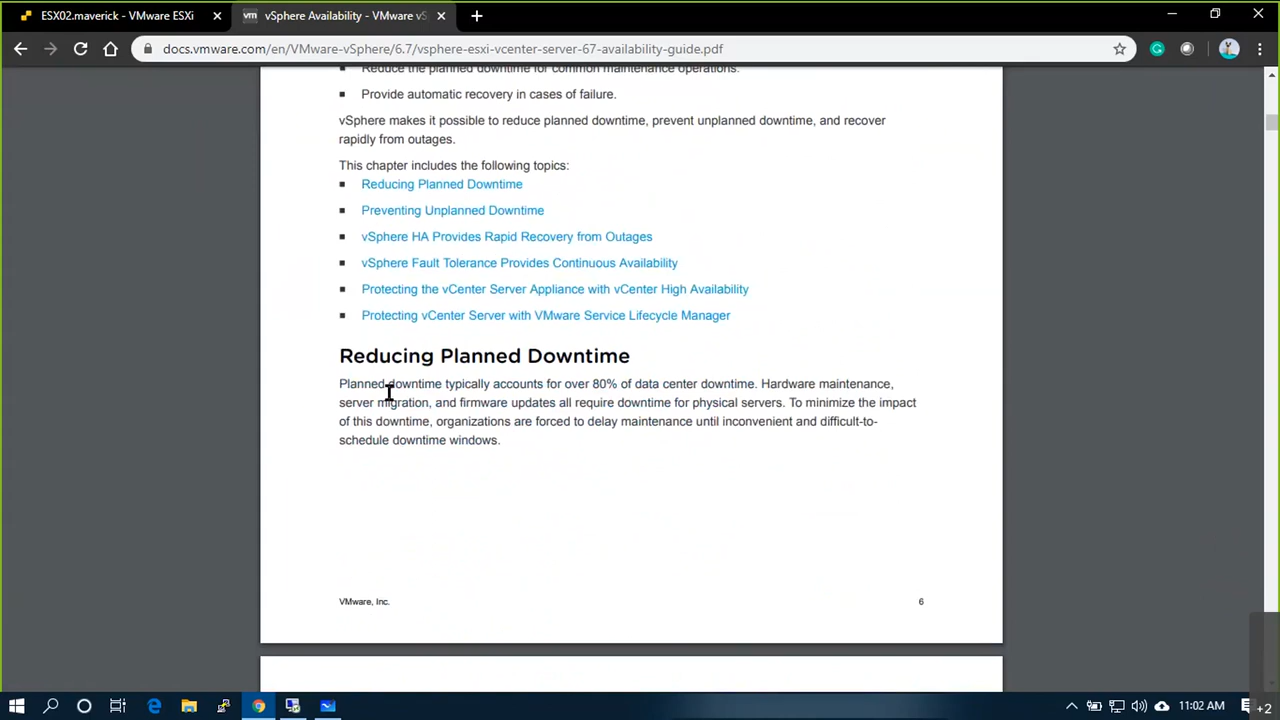 ESX02.maverick - VMware ESXi
vSphere Availability - VMware vS
docs.vmware.com/en/VMware-vSphere/6.7/vsphere-esxi-vcenter-server-67-availability-guide.pdf
Reduce the planned downtime for common maintenance operations.
■ Provide automatic recovery in cases of failure.
vSphere makes it possible to reduce planned downtime, prevent unplanned downtime, and recover
rapidly from outages.
This chapter includes the following topics:
■ Reducing Planned Downtime
■ Preventing Unplanned Downtime
■ vSphere HA Provides Rapid Recovery from Outages
■ vSphere Fault Tolerance Provides Continuous Availability
■ Protecting the vCenter Server Appliance with vCenter High Availability
■ Protecting vCenter Server with VMware Service Lifecycle Manager
Reducing Planned Downtime
Planned downtime typically accounts for over 80% of data center downtime. Hardware maintenance,
server migration, and firmware updates all require downtime for physical servers. To minimize the impact
of this downtime, organizations are forced to delay maintenance until inconvenient and difficult-to-
schedule downtime windows.
VMware, Inc.
6
11:02 AM
+2